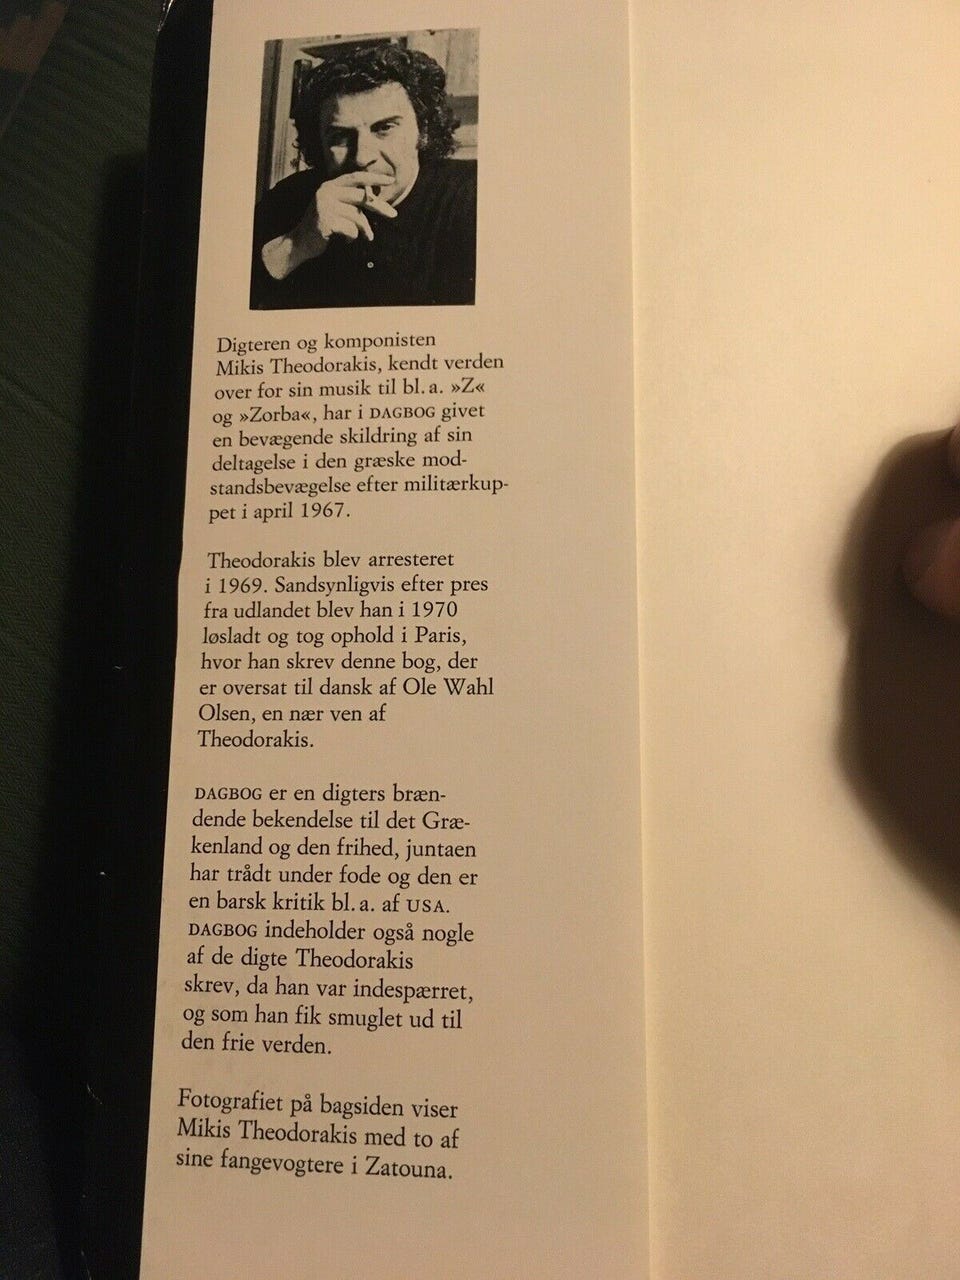 Digteren og komponisten
Mikis Theodorakis, kendt verden
over for sin musik til bl. a. »Z«
og »Zorba«, har i DAGBOG givet
en bevægende skildring af sin
deltagelse i den græske mod-
standsbevægelse efter militærkup-
pet i april 1967.
Theodorakis blev arresteret
i 1969. Sandsynligvis efter pres
fra udlandet blev han i 1970
løsladt og tog ophold i Paris,
hvor han skrev denne bog, der
er oversat til dansk af Ole Wahl
Olsen, en nær ven af
Theodorakis.
DAGBOG er en digters bræn-
dende bekendelse til det Græ-
kenland og den frihed, juntaen
har trådt under fode og den er
en barsk kritik bl. a. af USA.
DAGBOG indeholder også nogle
af de digte Theodorakis
skrev, da han var indespærret,
og som han fik smuglet ud til
den frie verden.
Fotografiet på bagsiden viser
Mikis Theodorakis med to af
sine fangevogtere i Zatouna.